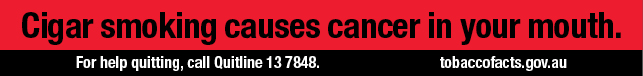 Cigar smoking causes cancer in your mouth.
For help quitting, call Quitline 13 7848. tobaccofacts.gov.au